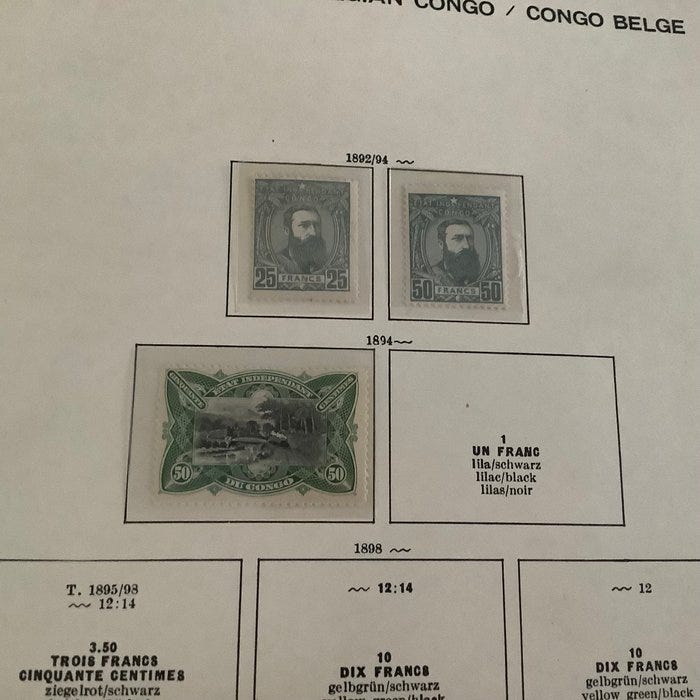 CONGO / CONGO BELGE
1892/94
ETAT INDEPENDANT
CONGO
25 FRANCS 25
ETAT INDEPENDANT
CONGO
50 FRANCS 50
1894
CINQUANTE ETAT INDEPENDANT CENTIMES
50 50
DU CONGO
1
UN FRANC
lila/schwarz
lilac/black
lilas/noir
1898
T. 1895/98
12:14
3.50
TROIS FRANCS
CINQUANTE CENTIMES
ziegelrot/schwarz
12:14
10
DIX FRANCS
gelbgrün/schwarz
yellow green/black
12
10
DIX FRANCS
gelbgrün/schwarz
yellow green/black